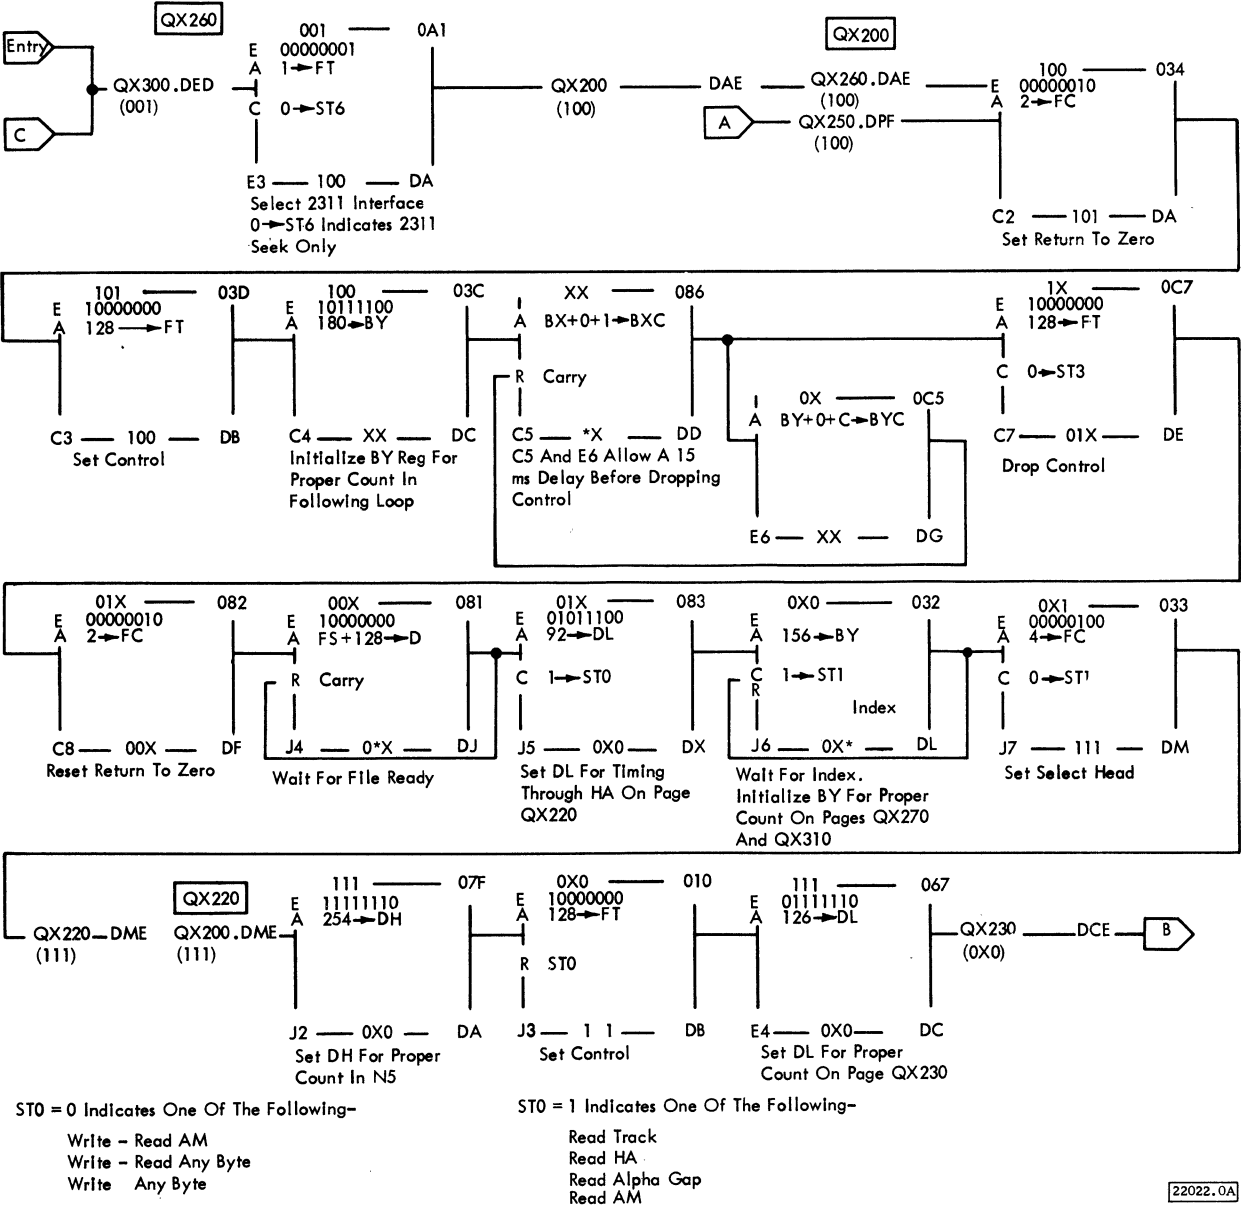 QX260
001 0A1
Entry
E 00000001
A 1→FT
QX300.DED
(001)
C 0→ST6
C
E3 100 DA
Select 2311 Interface
0→ST6 Indicates 2311
Seek Only
QX200
(100)
DAE
QX200
QX260.DAE
(100)
A
QX250.DPF
(100)
100 034
E 00000010
A 2→FC
C2 101 DA
Set Return To Zero
101 03D
E 10000000
A 128→FT
C3 100 DB
Set Control
100 03C
E 10111100
A 180→BY
C4 XX DC
Initialize BY Reg For
Proper Count In
Following Loop
XX 086
A BX+0+1→BXC
R Carry
C5 *X DD
C5 And E6 Allow A 15
ms Delay Before Dropping
Control
0X 0C5
A BY+0+C→BYC
E6 XX DG
1X 0C7
E 10000000
A 128→FT
C 0→ST3
C7 01X DE
Drop Control
01X 082
E 00000010
A 2→FC
C8 00X DF
Reset Return To Zero
00X 081
E 10000000
A FS+128→D
R Carry
J4 0*X DJ
Wait For File Ready
01X 083
E 01011100
A 92→DL
C 1→ST0
J5 0X0 DX
Set DL For Timing
Through HA On Page
QX220
0X0 032
E
A 156→BY
C 1→ST1
R
Index
J6 0X* DL
Wait For Index.
Initialize BY For Proper
Count On Pages QX270
And QX310
0X1 033
E 00000100
A 4→FC
C 0→ST1
J7 111 DM
Set Select Head
QX220 DME
(111)
QX220
QX200.DME
(111)
111 07F
E 11111110
A 254→DH
J2 0X0 DA
Set DH For Proper
Count In N5
0X0 010
E 10000000
A 128→FT
R ST0
J3 1 1 DB
Set Control
111 067
E 01111110
A 126→DL
E4 0X0 DC
Set DL For Proper
Count On Page QX230
QX230
(0X0)
DCE
B
ST0 = 0 Indicates One Of The Following–
Write – Read AM
Write – Read Any Byte
Write Any Byte
ST0 = 1 Indicates One Of The Following–
Read Track
Read HA
Read Alpha Gap
Read AM
22022.0A